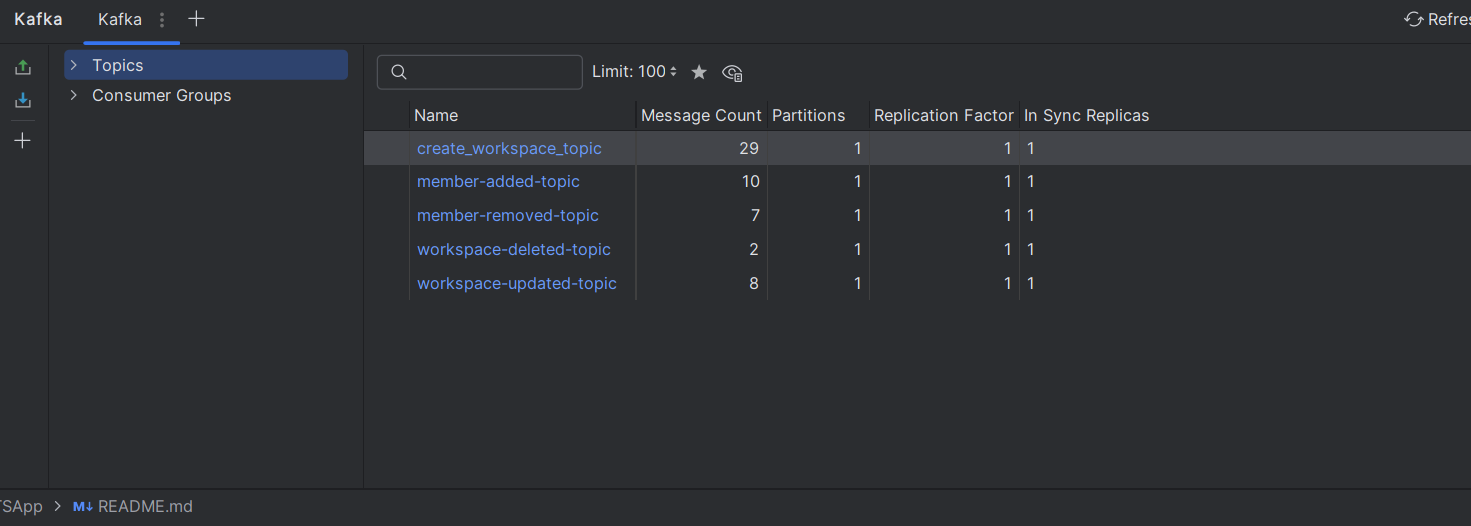 Kafka Kafka Refres
Topics
Consumer Groups
Limit: 100
Name Message Count Partitions Replication Factor In Sync Replicas
create_workspace_topic 29 1 1 1
member-added-topic 10 1 1 1
member-removed-topic 7 1 1 1
workspace-deleted-topic 2 1 1 1
workspace-updated-topic 8 1 1 1
TSApp > M↓ README.md